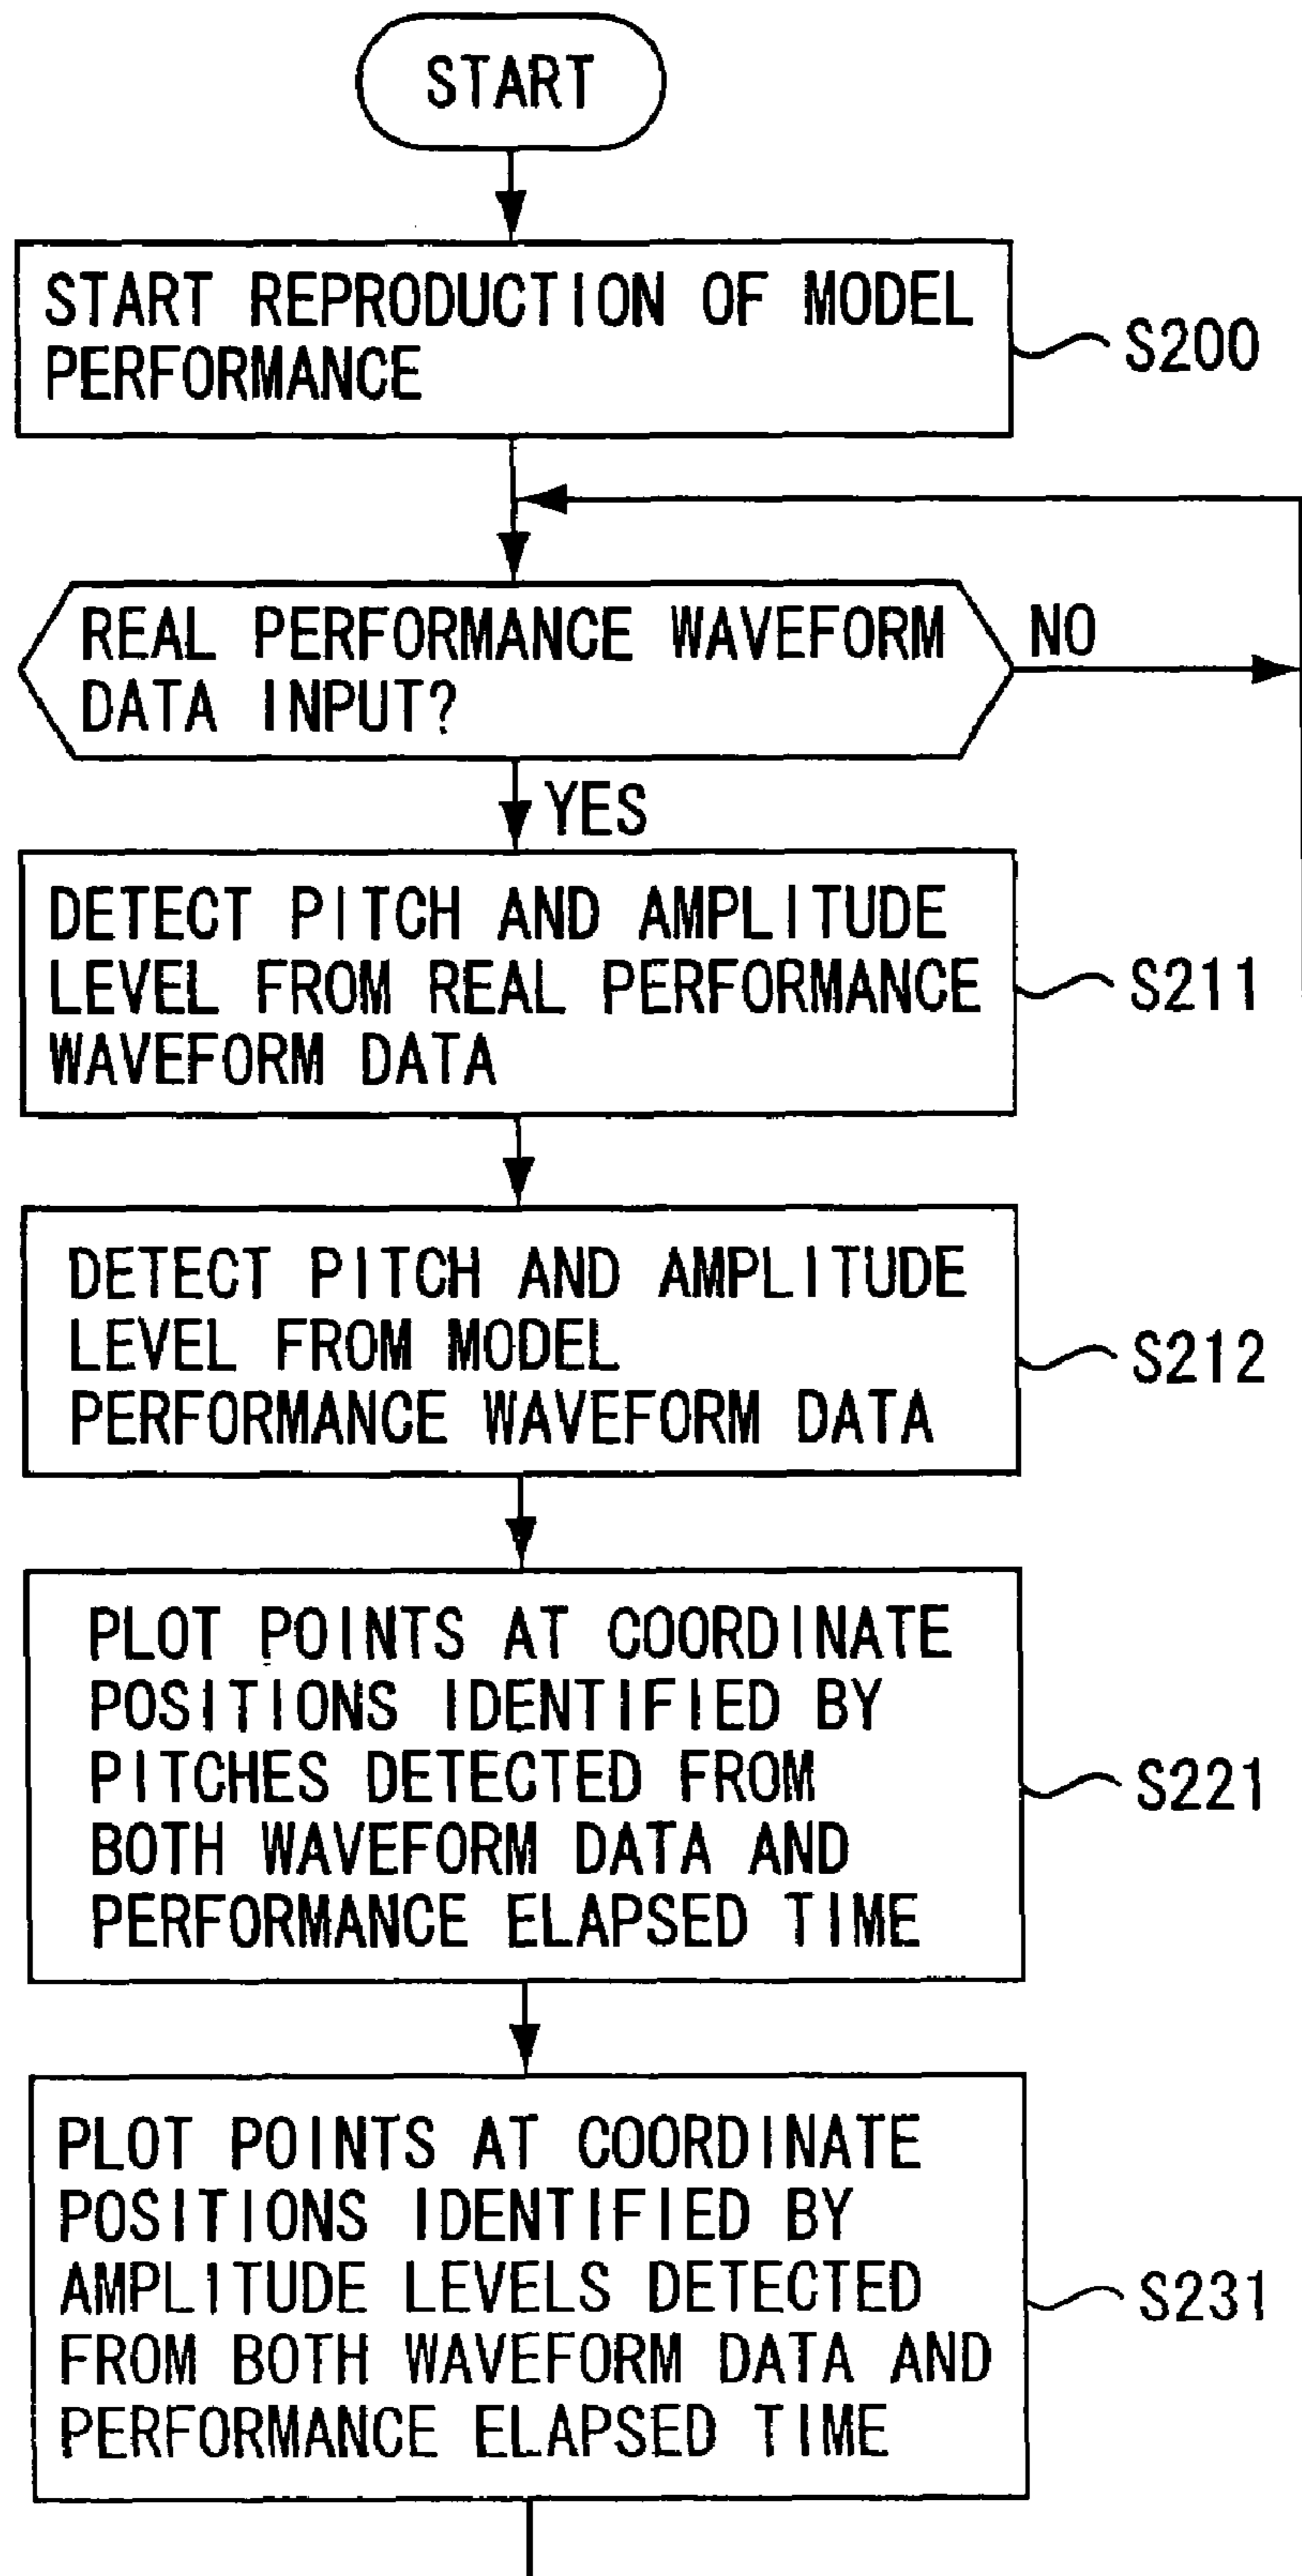 START
START REPRODUCTION OF MODEL
PERFORMANCE
S200
REAL PERFORMANCE WAVEFORM
DATA INPUT?
NO
YES
DETECT PITCH AND AMPLITUDE
LEVEL FROM REAL PERFORMANCE
WAVEFORM DATA
S211
DETECT PITCH AND AMPLITUDE
LEVEL FROM MODEL
PERFORMANCE WAVEFORM DATA
S212
PLOT POINTS AT COORDINATE
POSITIONS IDENTIFIED BY
PITCHES DETECTED FROM
BOTH WAVEFORM DATA AND
PERFORMANCE ELAPSED TIME
S221
PLOT POINTS AT COORDINATE
POSITIONS IDENTIFIED BY
AMPLITUDE LEVELS DETECTED
FROM BOTH WAVEFORM DATA AND
PERFORMANCE ELAPSED TIME
S231